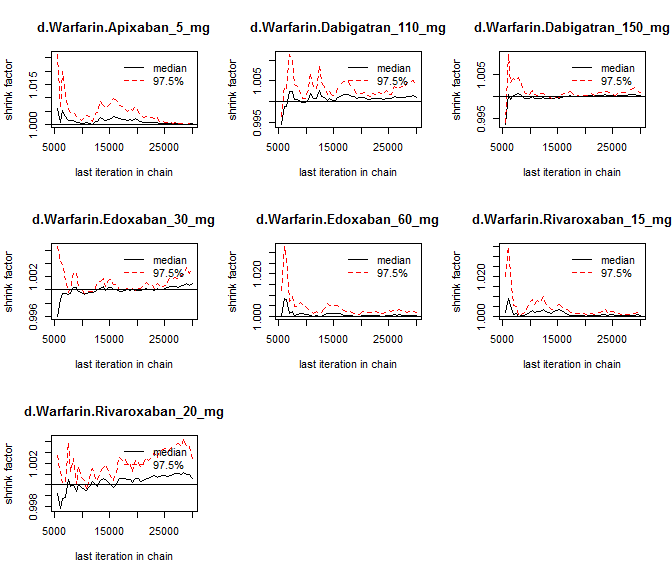 d.Warfarin.Apixaban_5_mg
shrink factor
1.000 1.015
median
97.5%
5000 15000 25000
last iteration in chain
d.Warfarin.Dabigatran_110_mg
shrink factor
0.995 1.005
median
97.5%
5000 15000 25000
last iteration in chain
d.Warfarin.Dabigatran_150_mg
shrink factor
0.995 1.005
median
97.5%
5000 15000 25000
last iteration in chain
d.Warfarin.Edoxaban_30_mg
shrink factor
0.996 1.002
median
97.5%
5000 15000 25000
last iteration in chain
d.Warfarin.Edoxaban_60_mg
shrink factor
1.000 1.020
median
97.5%
5000 15000 25000
last iteration in chain
d.Warfarin.Rivaroxaban_15_mg
shrink factor
1.000 1.020
median
97.5%
5000 15000 25000
last iteration in chain
d.Warfarin.Rivaroxaban_20_mg
shrink factor
0.998 1.002
median
97.5%
5000 15000 25000
last iteration in chain